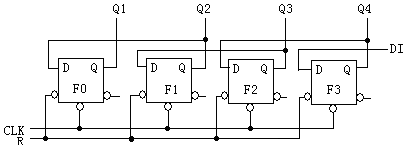 Q1 Q2 Q3 Q4
DI
D Q D Q D Q D Q
F0 F1 F2 F3
CLK
R